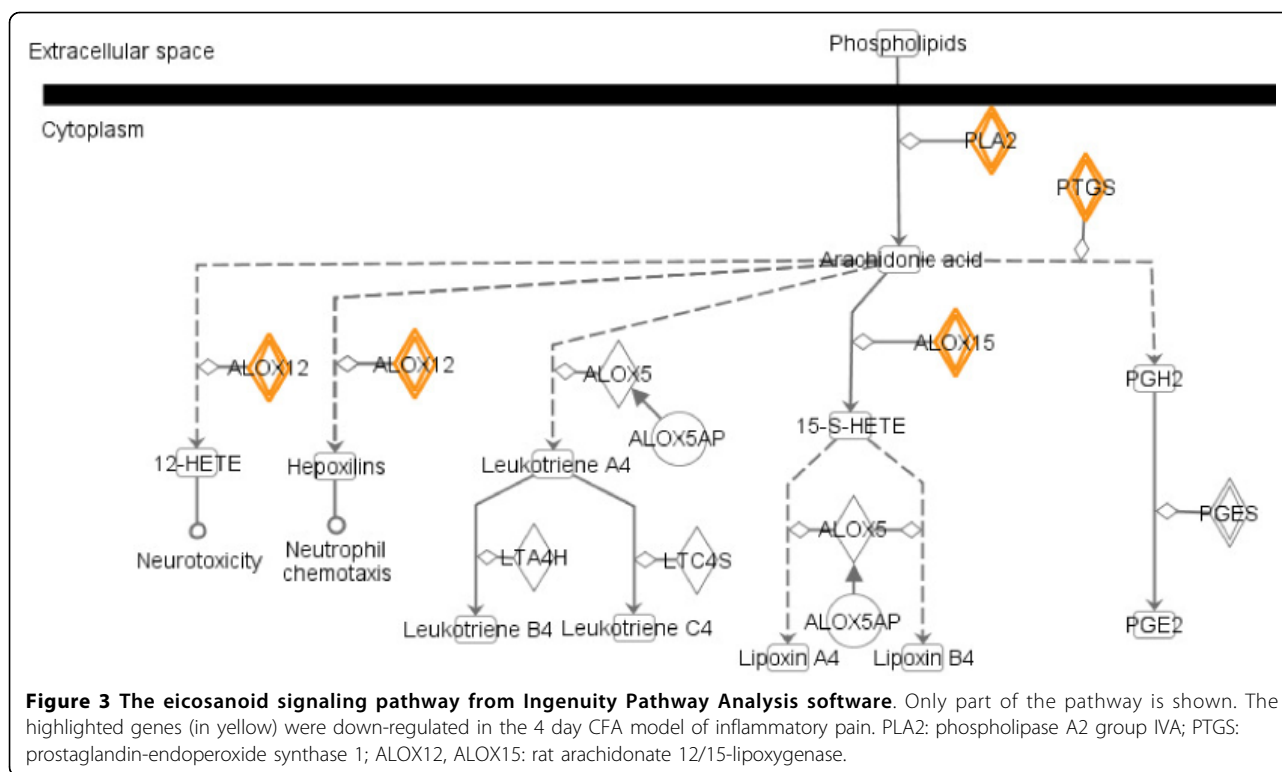 Phospholipids
Extracellular space
Cytoplasm
PLA2
PTGS
Arachidonic acid
ALOX12
ALOX12
ALOX5
ALOX15
PGH2
ALOX5AP
15-S-HETE
12-HETE
Hepoxilins
Leukotriene A4
PGES
ALOX5
Neurotoxicity
Neutrophil
chemotaxis
LTA4H
LTC4S
ALOX5AP
Leukotriene B4
Leukotriene C4
PGE2
Lipoxin A4
Lipoxin B4
Figure 3 The eicosanoid signaling pathway from Ingenuity Pathway Analysis software. Only part of the pathway is shown. The
highlighted genes (in yellow) were down-regulated in the 4 day CFA model of inflammatory pain. PLA2: phospholipase A2 group IVA; PTGS:
prostaglandin-endoperoxide synthase 1; ALOX12, ALOX15: rat arachidonate 12/15-lipoxygenase.